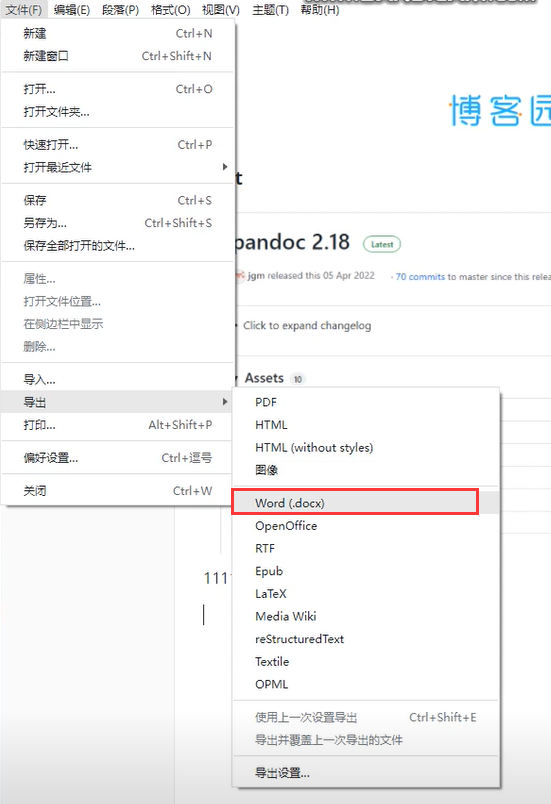 文件(F) 编辑(E) 段落(P) 格式(O) 视图(V) 主题(T) 帮助(H)
新建 Ctrl+N
新建窗口 Ctrl+Shift+N
打开... Ctrl+O
打开文件夹...
博客园
快速打开... Ctrl+P
打开最近文件
t
保存 Ctrl+S
另存为... Ctrl+Shift+S
保存全部打开的文件...
pandoc 2.18 Latest
属性...
jgm released this 05 Apr 2022 · 70 commits to master since this relea
打开文件位置...
在侧边栏中显示
Click to expand changelog
删除...
导入...
Assets 10
导出
打印... Alt+Shift+P
偏好设置... Ctrl+逗号
关闭 Ctrl+W
PDF
HTML
HTML (without styles)
图像
Word (.docx)
OpenOffice
RTF
Epub
1111
LaTeX
Media Wiki
reStructuredText
Textile
OPML
使用上一次设置导出 Ctrl+Shift+E
导出并覆盖上一次导出的文件
导出设置...